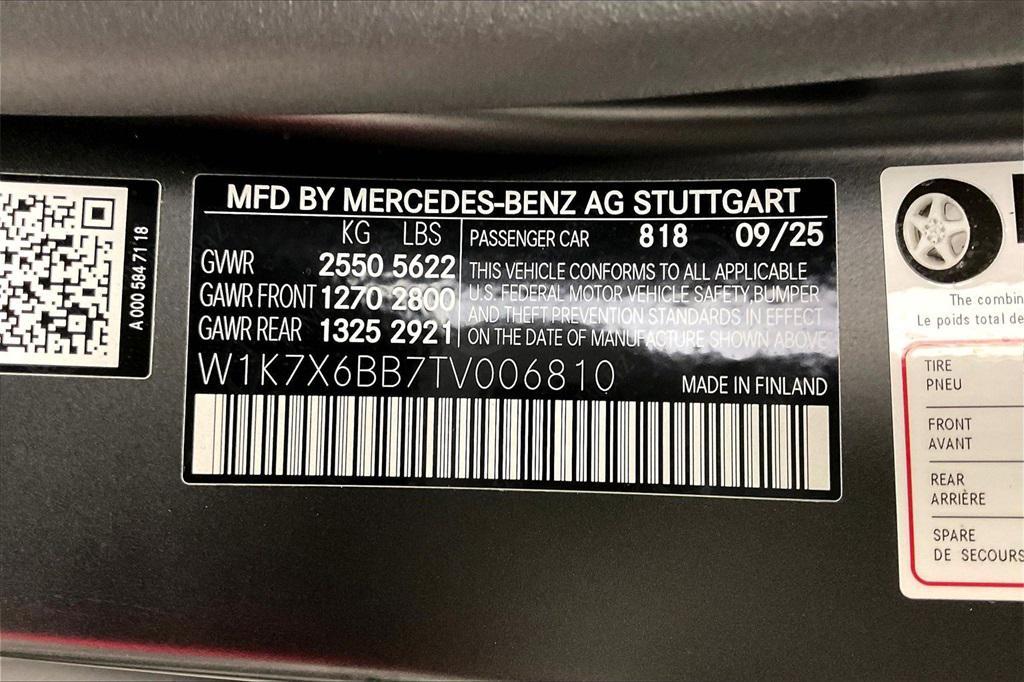 A 000 584 71 18
MFD BY MERCEDES-BENZ AG STUTTGART
KG LBS
GWWR 2550 5622
GAWR FRONT 1270 2800
GAWR REAR 1325 2921
PASSENGER CAR 818 09/25
THIS VEHICLE CONFORMS TO ALL APPLICABLE
U.S. FEDERAL MOTOR VEHICLE SAFETY,BUMPER
AND THEFT PREVENTION STANDARDS IN EFFECT
ON THE DATE OF MANUFACTURE SHOWN ABOVE
W1K7X6BB7TV006810
MADE IN FINLAND
The combin
Le poids total de
TIRE
PNEU
FRONT
AVANT
REAR
ARRIÈRE
SPARE
DE SECOURS